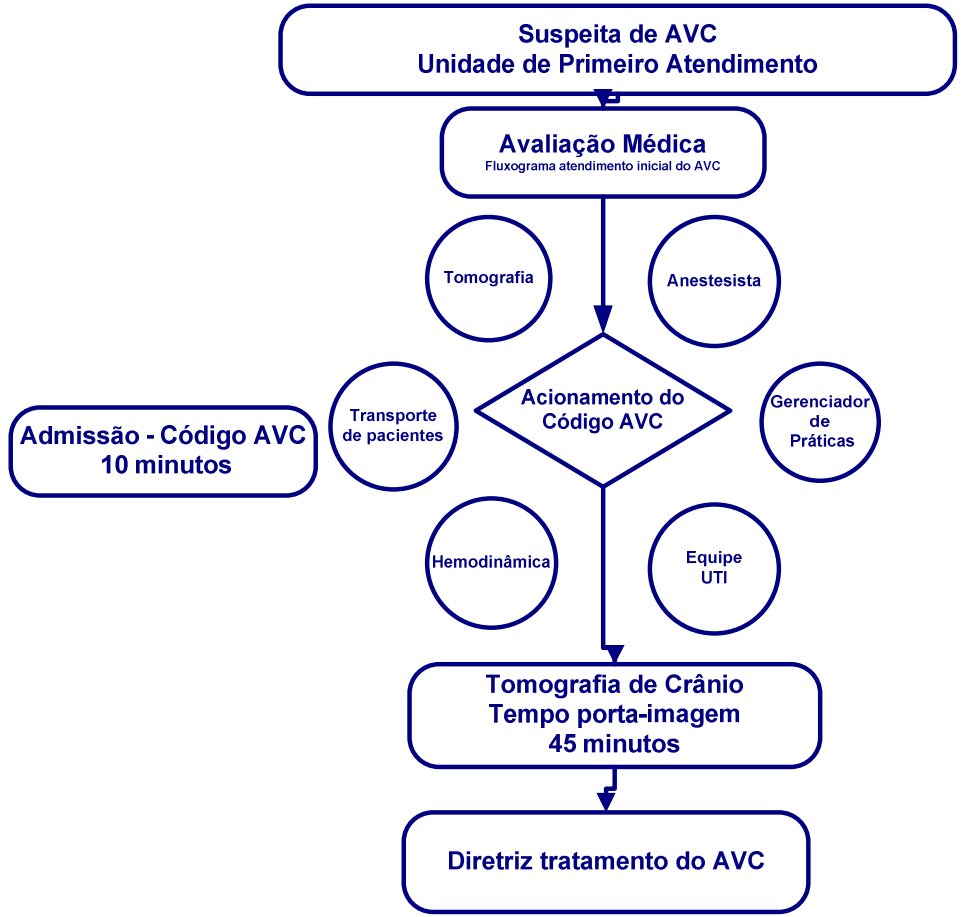 Suspeita de AVC
Unidade de Primeiro Atendimento
Avaliação Médica
Fluxograma atendimento inicial do AVC
Tomografia
Anestesista
Acionamento do
Código AVC
Transporte
de pacientes
Gerenciador
de
Práticas
Admissão - Código AVC
10 minutos
Hemodinâmica
Equipe
UTI
Tomografia de Crânio
Tempo porta-imagem
45 minutos
Diretriz tratamento do AVC